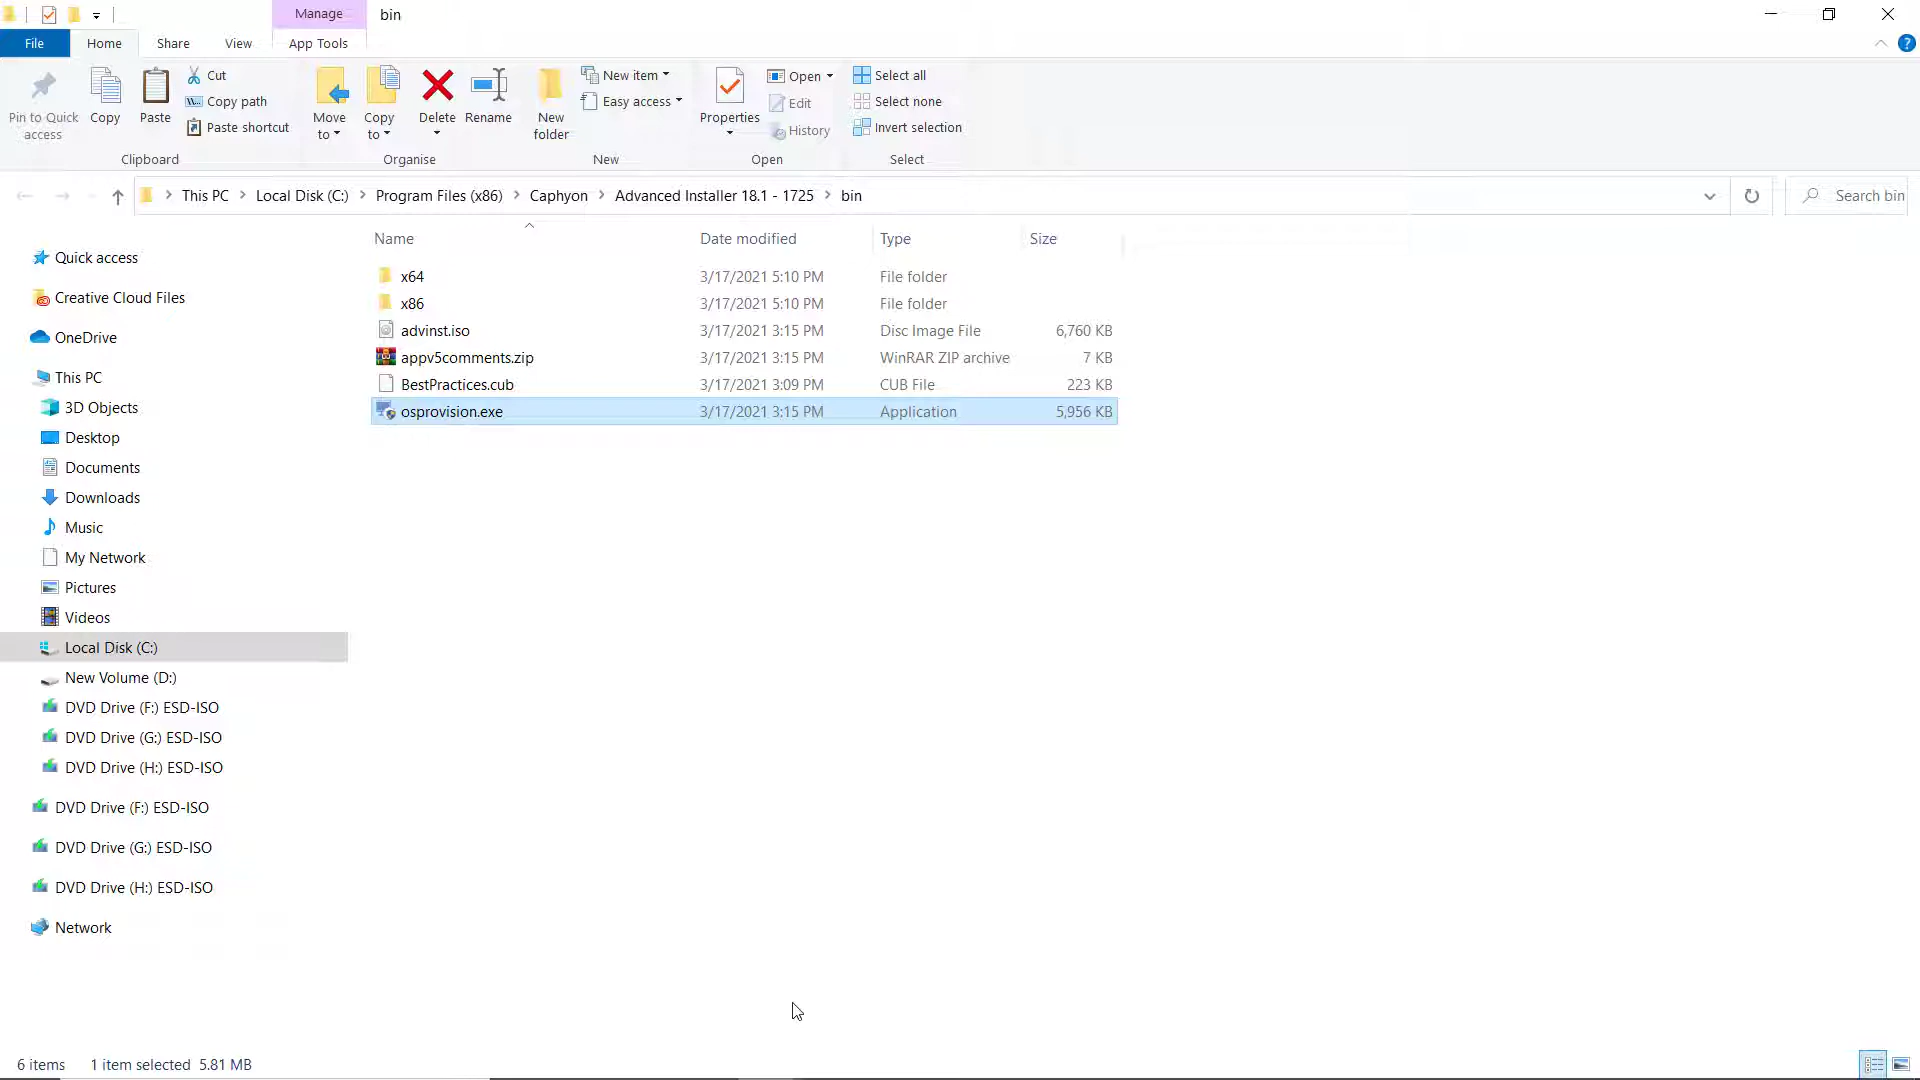 Manage
bin
File
Home
Share
View
App Tools
Pin to Quick access
Copy
Paste
Cut
Copy path
Paste shortcut
Clipboard
Move to
Copy to
Delete
Rename
Organise
New folder
New item
Easy access
New
Properties
Open
Edit
History
Open
Select all
Select none
Invert selection
Select
This PC
Local Disk (C:)
Program Files (x86)
Caphyon
Advanced Installer 18.1 - 1725
bin
Search bin
Name
Date modified
Type
Size
x64 3/17/2021 5:10 PM File folder
x86 3/17/2021 5:10 PM File folder
advinst.iso 3/17/2021 3:15 PM Disc Image File 6,760 KB
appv5comments.zip 3/17/2021 3:15 PM WinRAR ZIP archive 7 KB
BestPractices.cub 3/17/2021 3:09 PM CUB File 223 KB
osprovision.exe 3/17/2021 3:15 PM Application 5,956 KB
Quick access
Creative Cloud Files
OneDrive
This PC
3D Objects
Desktop
Documents
Downloads
Music
My Network
Pictures
Videos
Local Disk (C:)
New Volume (D:)
DVD Drive (F:) ESD-ISO
DVD Drive (G:) ESD-ISO
DVD Drive (H:) ESD-ISO
DVD Drive (F:) ESD-ISO
DVD Drive (G:) ESD-ISO
DVD Drive (H:) ESD-ISO
Network
6 items
1 item selected 5.81 MB